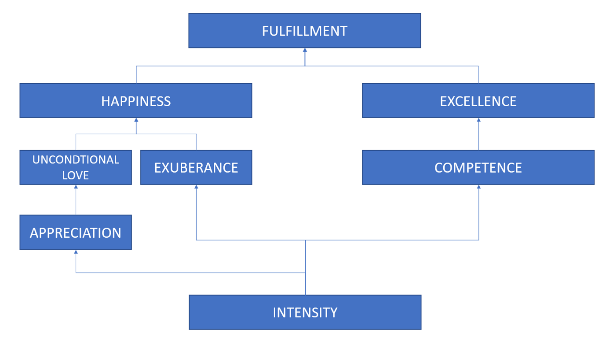 FULFILLMENT
HAPPINESS
EXCELLENCE
UNCONDTIONAL
LOVE
EXUBERANCE
COMPETENCE
APPRECIATION
INTENSITY